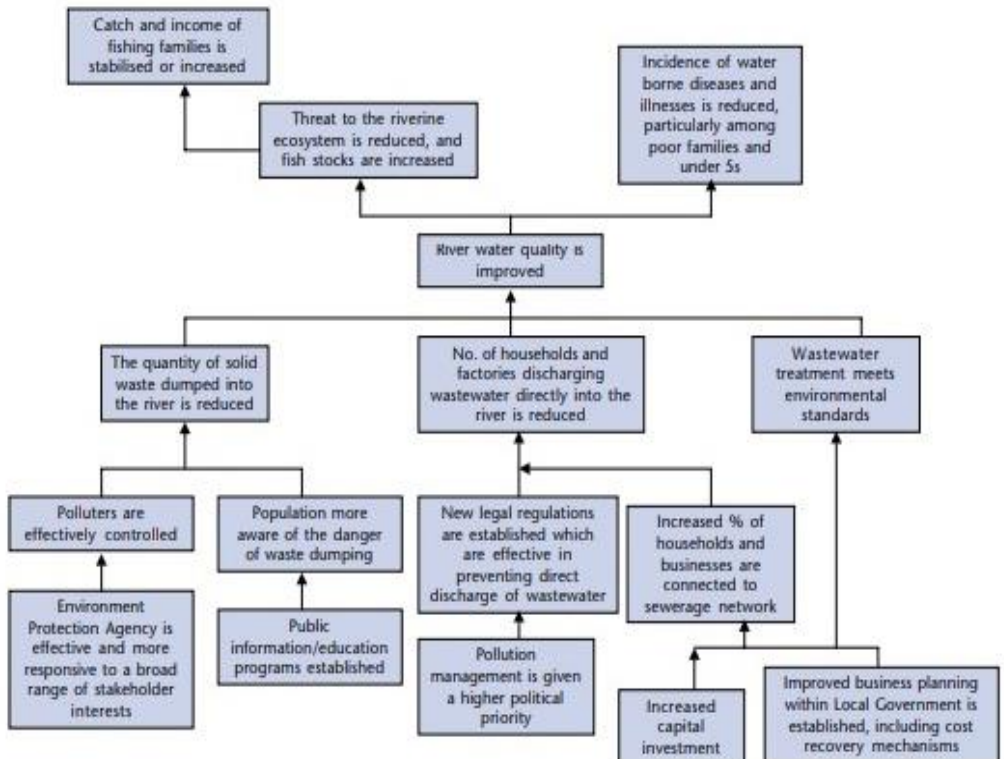 Catch and income of
fishing families is
stabilised or increased
Incidence of water
borne diseases and
illnesses is reduced,
particularly among
poor families and
under 5s
Threat to the riverine
ecosystem is reduced, and
fish stocks are increased
River water quality is
improved
The quantity of solid
waste dumped into
the river is reduced
No. of households and
factories discharging
wastewater directly into the
river is reduced
Wastewater
treatment meets
environmental
standards
Polluters are
effectively controlled
Population more
aware of the danger
of waste dumping
New legal regulations
are established which
are effective in
preventing direct
discharge of wastewater
Increased % of
households and
businesses are
connected to
sewerage network
Environment
Protection Agency is
effective and more
responsive to a broad
range of stakeholder
interests
Public
information/education
programs established
Pollution
management is given
a higher political
priority
Increased
capital
investment
Improved business planning
within Local Government is
established, including cost
recovery mechanisms